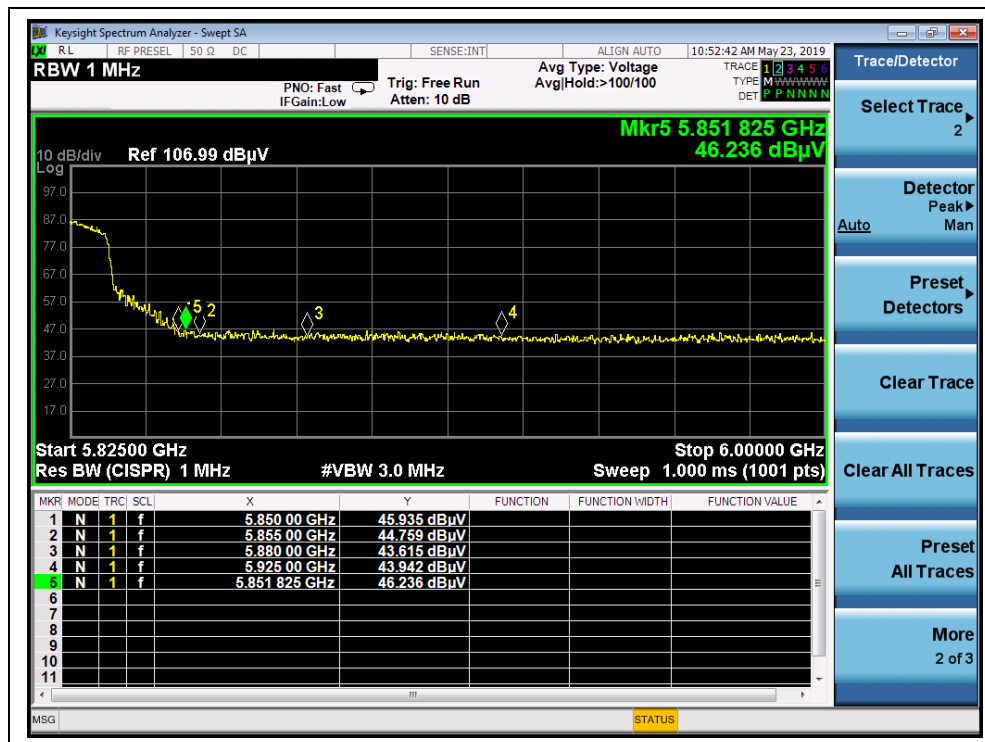 Keysight Spectrum Analyzer - Swept SA
LXI RL RF PRESEL 50 Ω DC SENSE:INT ALIGN AUTO 10:52:42 AM May 23, 2019
RBW 1 MHz
PNO: Fast
IFGain:Low
Trig: Free Run
Atten: 10 dB
Avg Type: Voltage
Avg|Hold:>100/100
TRACE 1 2 3 4 5 6
TYPE M W W W W W
DET P P N N N N
Mkr5 5.851 825 GHz
46.236 dBµV
10 dB/div Ref 106.99 dBµV
Log
97.0
87.0
77.0
67.0
57.0
47.0
37.0
27.0
17.0
5 2
3
4
Start 5.82500 GHz Stop 6.00000 GHz
Res BW (CISPR) 1 MHz #VBW 3.0 MHz Sweep 1.000 ms (1001 pts)
MKR MODE TRC SCL X Y FUNCTION FUNCTION WIDTH FUNCTION VALUE
1 N 1 f 5.850 00 GHz 45.935 dBµV
2 N 1 f 5.855 00 GHz 44.759 dBµV
3 N 1 f 5.880 00 GHz 43.615 dBµV
4 N 1 f 5.925 00 GHz 43.942 dBµV
5 N 1 f 5.851 825 GHz 46.236 dBµV
6
7
8
9
10
11
MSG STATUS
Trace/Detector
Select Trace
2
Detector
Peak
Auto Man
Preset
Detectors
Clear Trace
Clear All Traces
Preset
All Traces
More
2 of 3